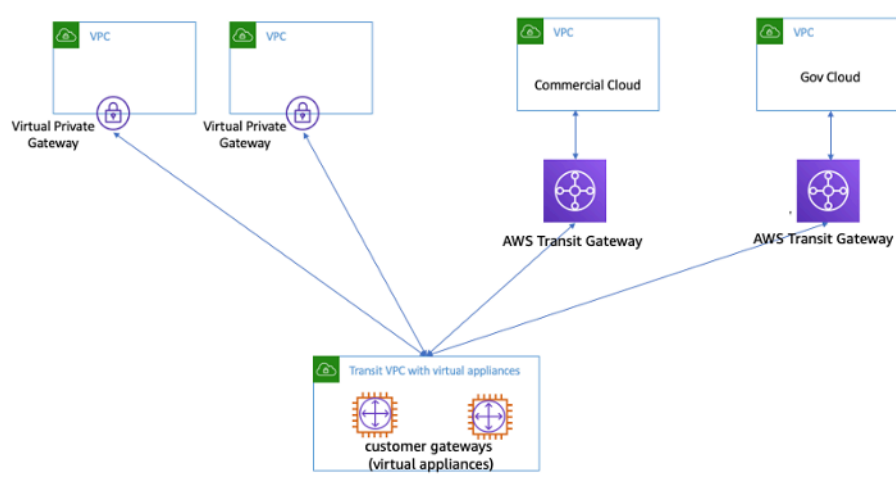 VPC
VPC
VPC
VPC
Commercial Cloud
Gov Cloud
Virtual Private
Gateway
Virtual Private
Gateway
AWS Transit Gateway
AWS Transit Gateway
Transit VPC with virtual appliances
customer gateways
(virtual appliances)